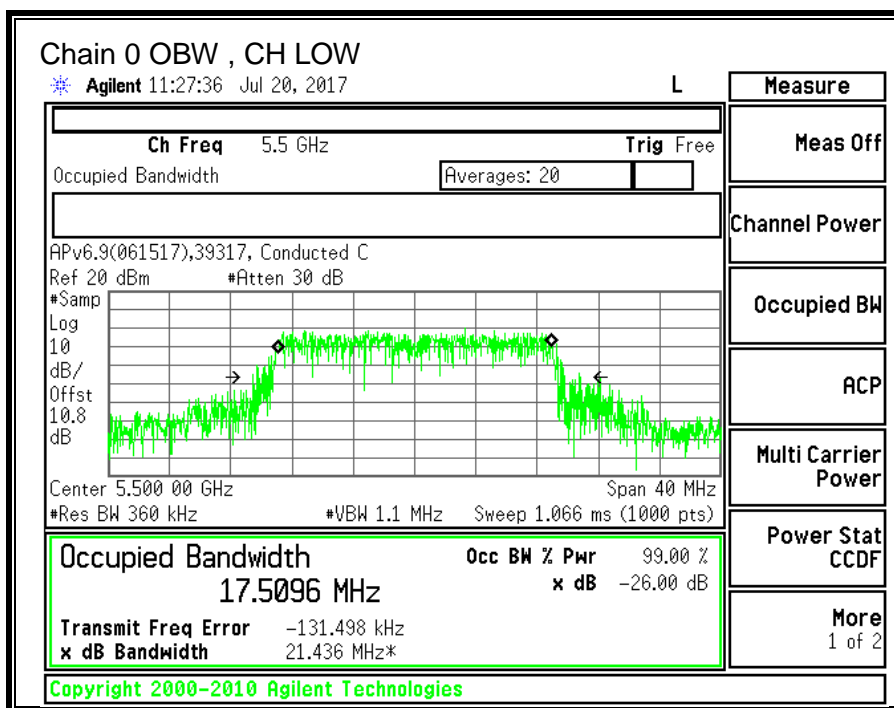 Chain 0 OBW , CH LOW
Agilent 11:27:36 Jul 20, 2017 L
Ch Freq 5.5 GHz Trig Free
Occupied Bandwidth Averages: 20
APv6.9(061517),39317, Conducted C
Ref 20 dBm #Atten 30 dB
#Samp
Log
10
dB/
Offst
10.8
dB
Center 5.500 00 GHz Span 40 MHz
#Res BW 360 kHz #VBW 1.1 MHz Sweep 1.066 ms (1000 pts)
Occupied Bandwidth Occ BW % Pwr 99.00 %
17.5096 MHz x dB -26.00 dB
Transmit Freq Error -131.498 kHz
x dB Bandwidth 21.436 MHz*
Copyright 2000-2010 Agilent Technologies
Measure
Meas Off
Channel Power
Occupied BW
ACP
Multi Carrier
Power
Power Stat
CCDF
More
1 of 2